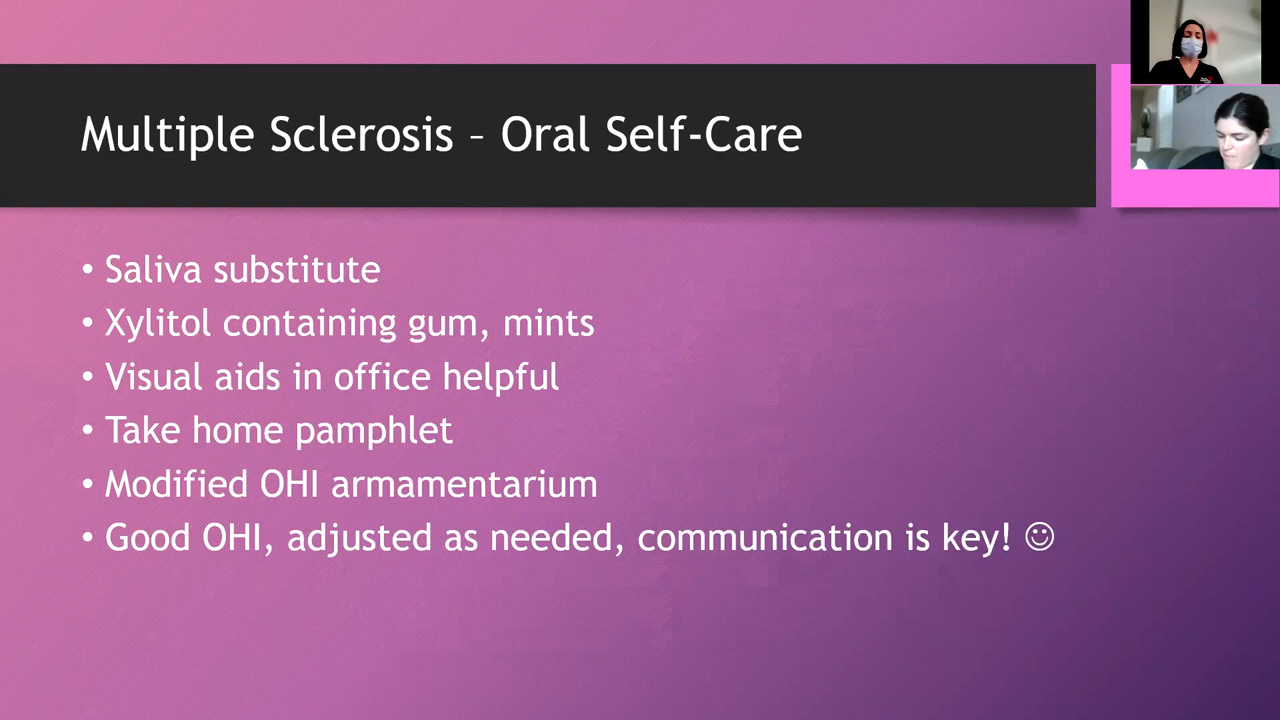 Multiple Sclerosis – Oral Self-Care
• Saliva substitute
• Xylitol containing gum, mints
• Visual aids in office helpful
• Take home pamphlet
• Modified OHI armamentarium
• Good OHI, adjusted as needed, communication is key! ☺